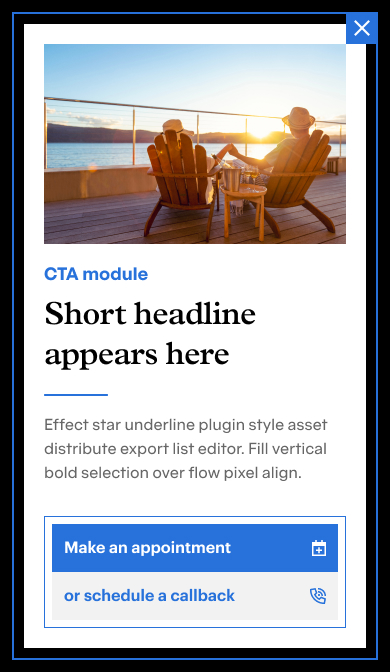 CTA module
Short headline
appears here
Effect star underline plugin style asset
distribute export list editor. Fill vertical
bold selection over flow pixel align.
Make an appointment
or schedule a callback